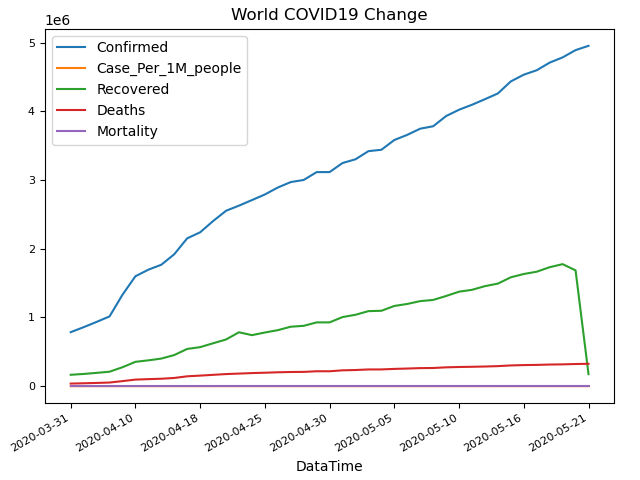 World COVID19 Change
1e6
Confirmed
Case_Per_1M_people
Recovered
Deaths
Mortality
5
4
3
2
1
0
2020-03-31
2020-04-10
2020-04-18
2020-04-25
2020-04-30
2020-05-05
2020-05-10
2020-05-16
2020-05-21
DataTime